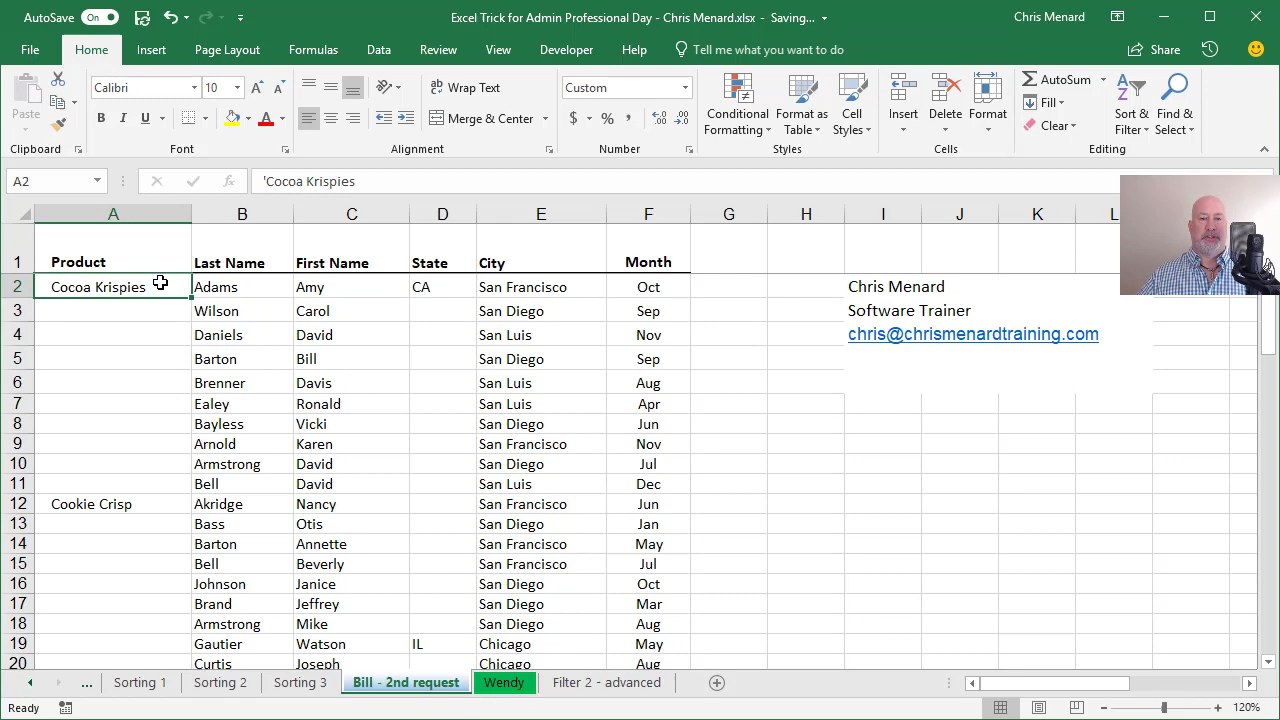 AutoSave On Excel Trick for Admin Professional Day - Chris Menard.xlsx - Saving... Chris Menard
File Home Insert Page Layout Formulas Data Review View Developer Help Tell me what you want to do Share
Paste Calibri 10 Wrap Text Custom Conditional Formatting Format as Table Cell Styles Insert Delete Format AutoSum Sort & Filter Find & Select
B I U Merge & Center $ % Fill Clear
Clipboard Font Alignment Number Styles Cells Editing
A2 fx 'Cocoa Krispies
A B C D E F G H I J K L
1 Product Last Name First Name State City Month
2 Cocoa Krispies Adams Amy CA San Francisco Oct Chris Menard
3 Wilson Carol San Diego Sep Software Trainer
4 Daniels David San Luis Nov chris@chrismenardtraining.com
5 Barton Bill San Diego Sep
6 Brenner Davis San Luis Aug
7 Ealey Ronald San Luis Apr
8 Bayless Vicki San Diego Jun
9 Arnold Karen San Francisco Nov
10 Armstrong David San Diego Jul
11 Bell David San Luis Dec
12 Cookie Crisp Akridge Nancy San Francisco Jun
13 Bass Otis San Diego Jan
14 Barton Annette San Francisco May
15 Bell Beverly San Francisco Jul
16 Johnson Janice San Diego Oct
17 Brand Jeffrey San Diego Mar
18 Armstrong Mike San Diego Aug
19 Gautier Watson IL Chicago May
20 Curtis Joseph Chicago Aug
... Sorting 1 Sorting 2 Sorting 3 Bill - 2nd request Wendy Filter 2 - advanced
Ready 120%